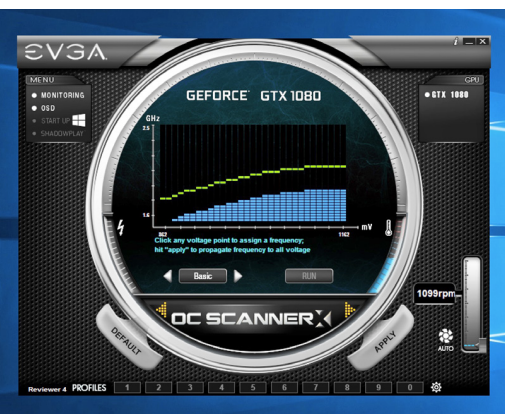 EVGA
i
MENU
MONITORING
OSD
START UP
SHADOWPLAY
GPU
GTX 1080
GEFORCE GTX 1080
GHz
2.5
1.6
862
1162
mV
Click any voltage point to assign a frequency;
hit "apply" to propagate frequency to all voltage
Basic
RUN
1099rpm
OC SCANNER X
DEFAULT
APPLY
AUTO
Reviewer 4 PROFILES 1 2 3 4 5 6 7 8 9 0